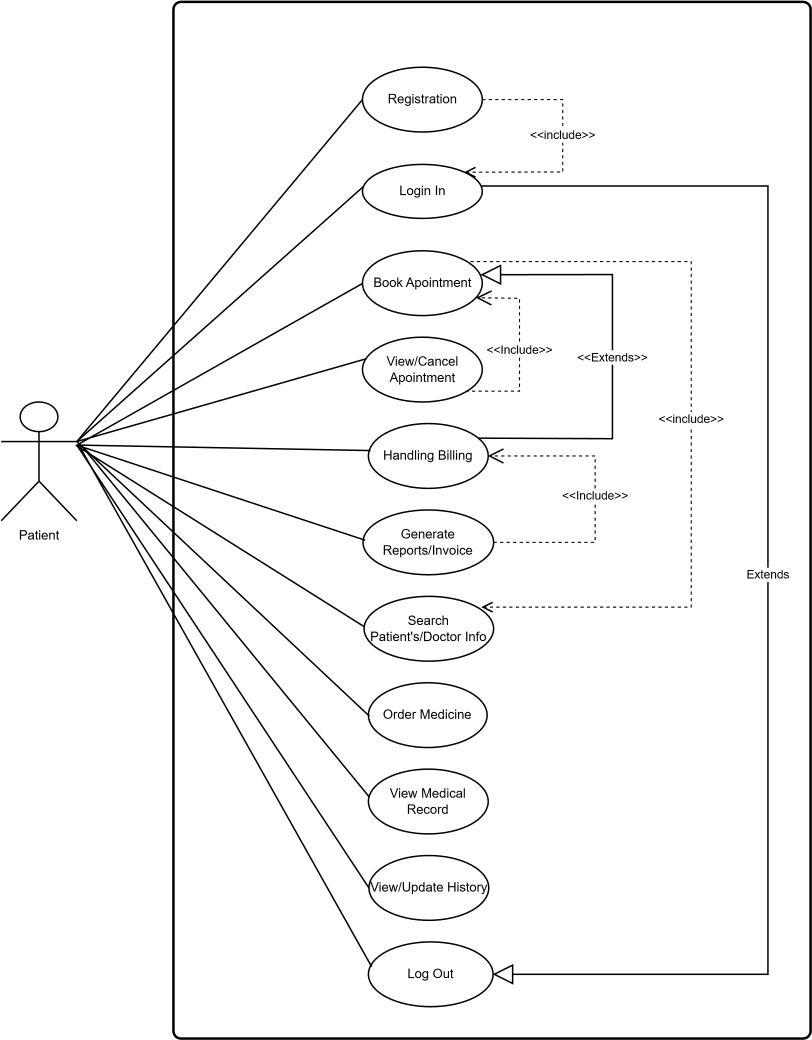 Registration
<<include>>
Login In
Book Apointment
<<Include>>
<<Extends>>
View/Cancel
Apointment
<<include>>
Handling Billing
<<Include>>
Generate
Reports/Invoice
Patient
Extends
Search
Patient's/Doctor Info
Order Medicine
View Medical
Record
View/Update History
Log Out